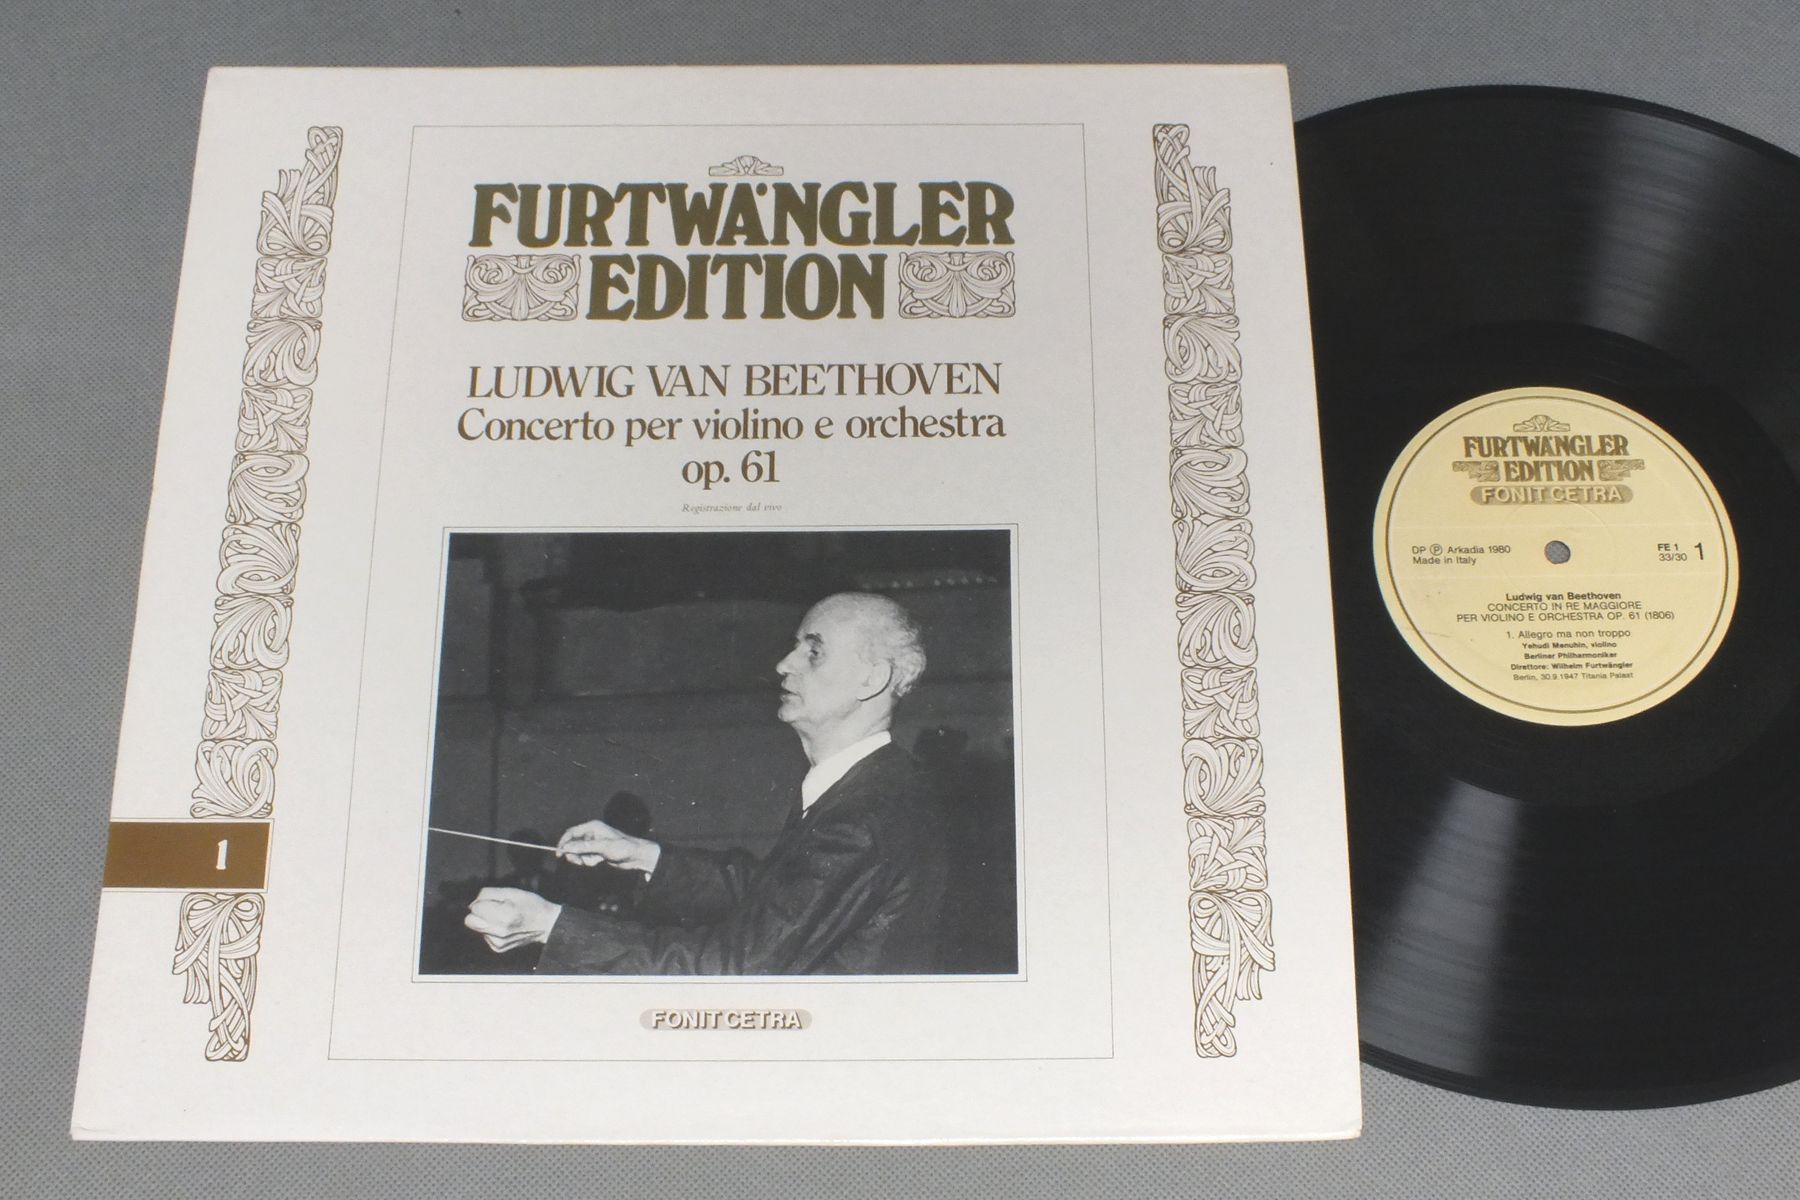 FURTWÄNGLER
EDITION
LUDWIG VAN BEETHOVEN
Concerto per violino e orchestra
op. 61
Registrazione dal vivo
1
FONIT CETRA
FURTWÄNGLER
EDITION
FONIT CETRA
DP Ⓟ Arkadia 1980
Made in Italy
FE 1
33/30
1
Ludwig van Beethoven
CONCERTO IN RE MAGGIORE
PER VIOLINO E ORCHESTRA OP. 61 (1806)
1. Allegro ma non troppo
Yehudi Menuhin, violino
Berliner Philharmoniker
Direttore: Wilhelm Furtwängler
Berlin, 30.9.1947 Titania Palast